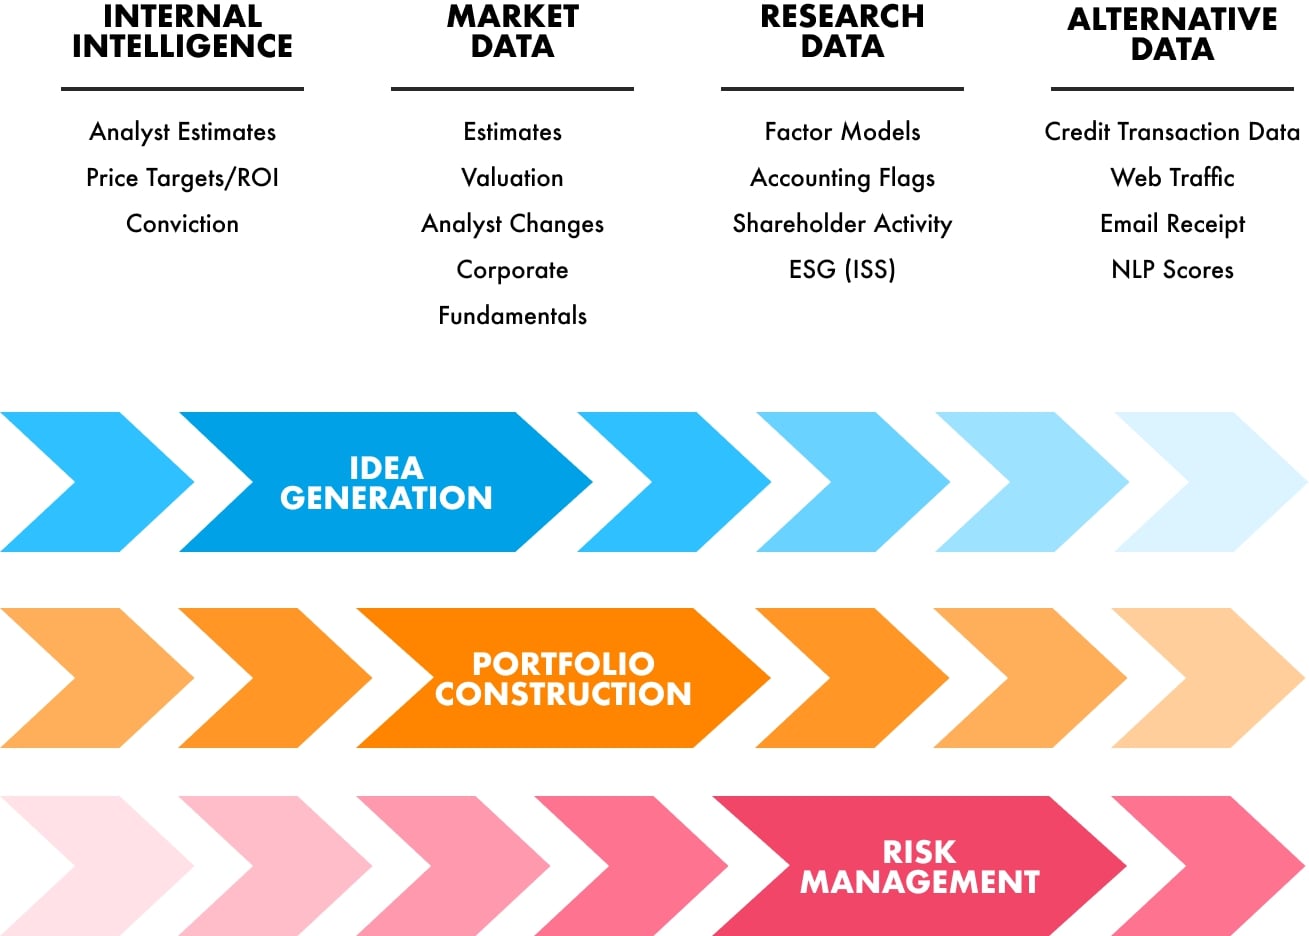 INTERNAL
INTELLIGENCE
Analyst Estimates
Price Targets/ROI
Conviction
MARKET
DATA
Estimates
Valuation
Analyst Changes
Corporate
Fundamentals
RESEARCH
DATA
Factor Models
Accounting Flags
Shareholder Activity
ESG (ISS)
ALTERNATIVE
DATA
Credit Transaction Data
Web Traffic
Email Receipt
NLP Scores
IDEA
GENERATION
PORTFOLIO
CONSTRUCTION
RISK
MANAGEMENT